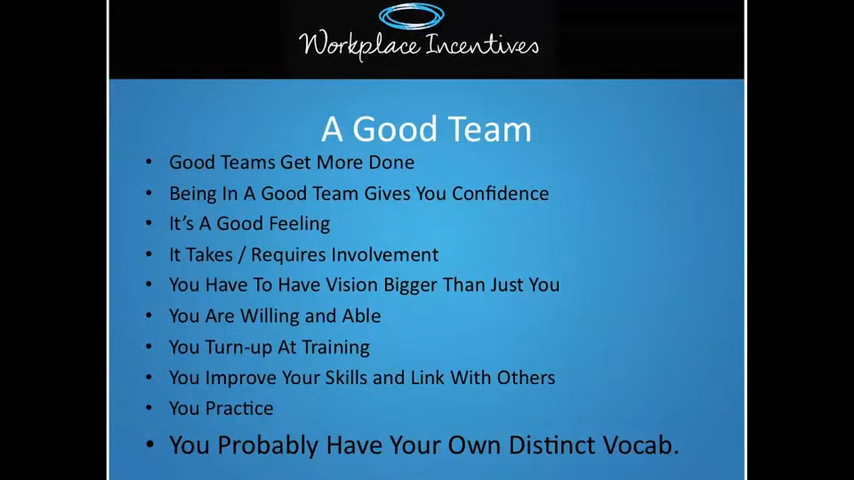 Workplace Incentives
A Good Team
• Good Teams Get More Done
• Being In A Good Team Gives You Confidence
• It's A Good Feeling
• It Takes / Requires Involvement
• You Have To Have Vision Bigger Than Just You
• You Are Willing and Able
• You Turn-up At Training
• You Improve Your Skills and Link With Others
• You Practice
• You Probably Have Your Own Distinct Vocab.